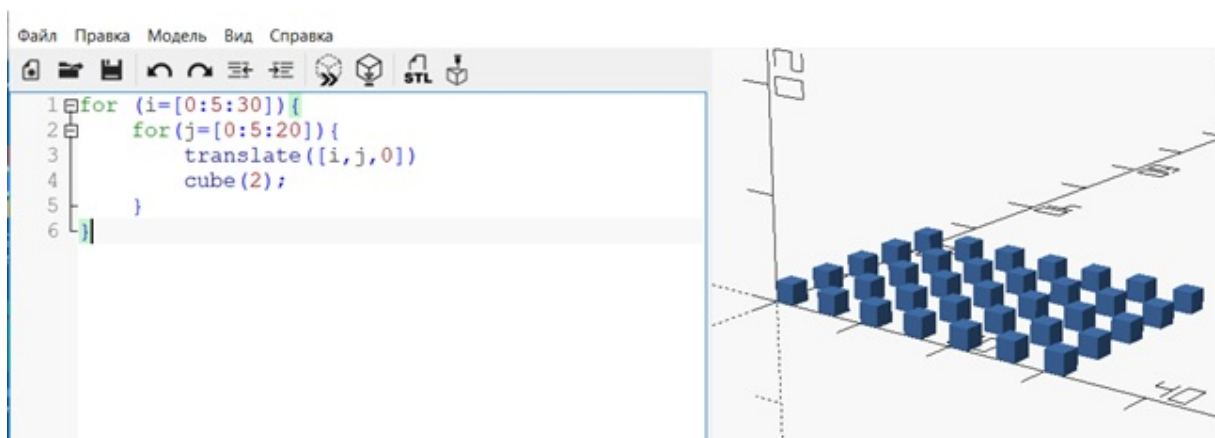 Файл Правка Модель Вид Справка
STL
1 for (i=[0:5:30]){
2 for(j=[0:5:20]){
3 translate([i,j,0])
4 cube(2);
5 }
6 }
20
40